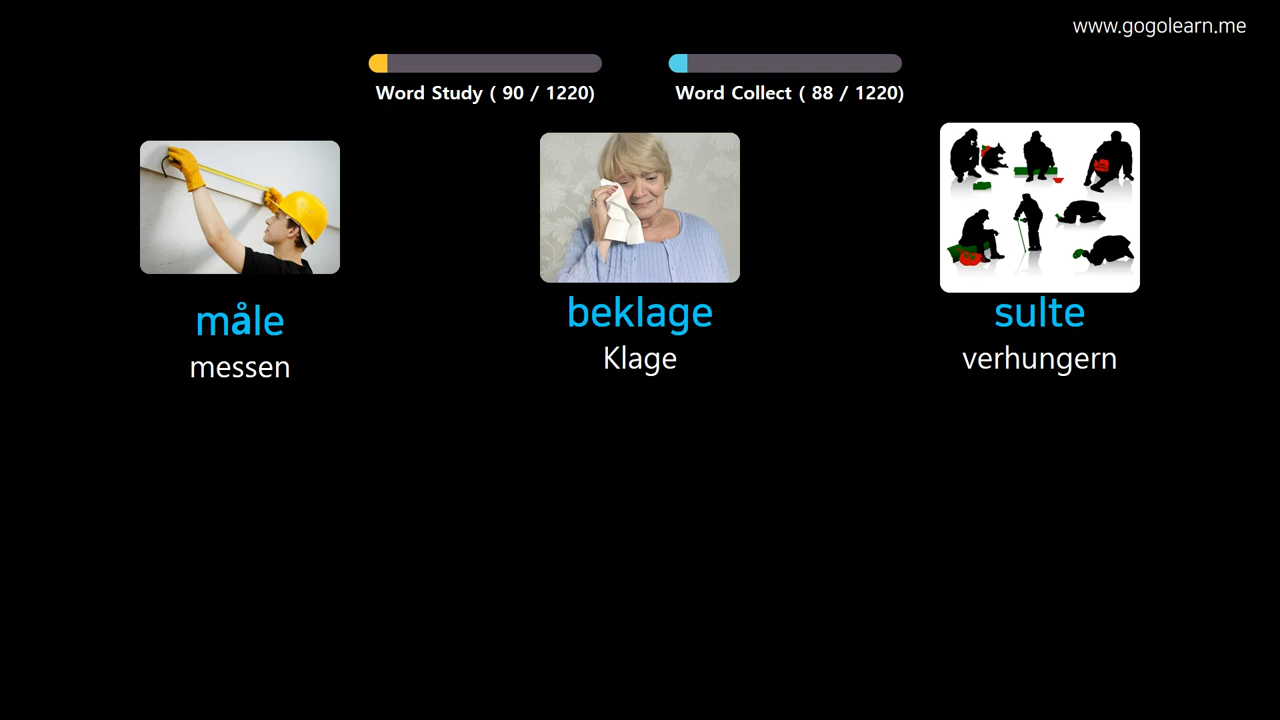 www.gogolearn.me
Word Study ( 90 / 1220)
Word Collect ( 88 / 1220)
måle
messen
beklage
Klage
sulte
verhungern